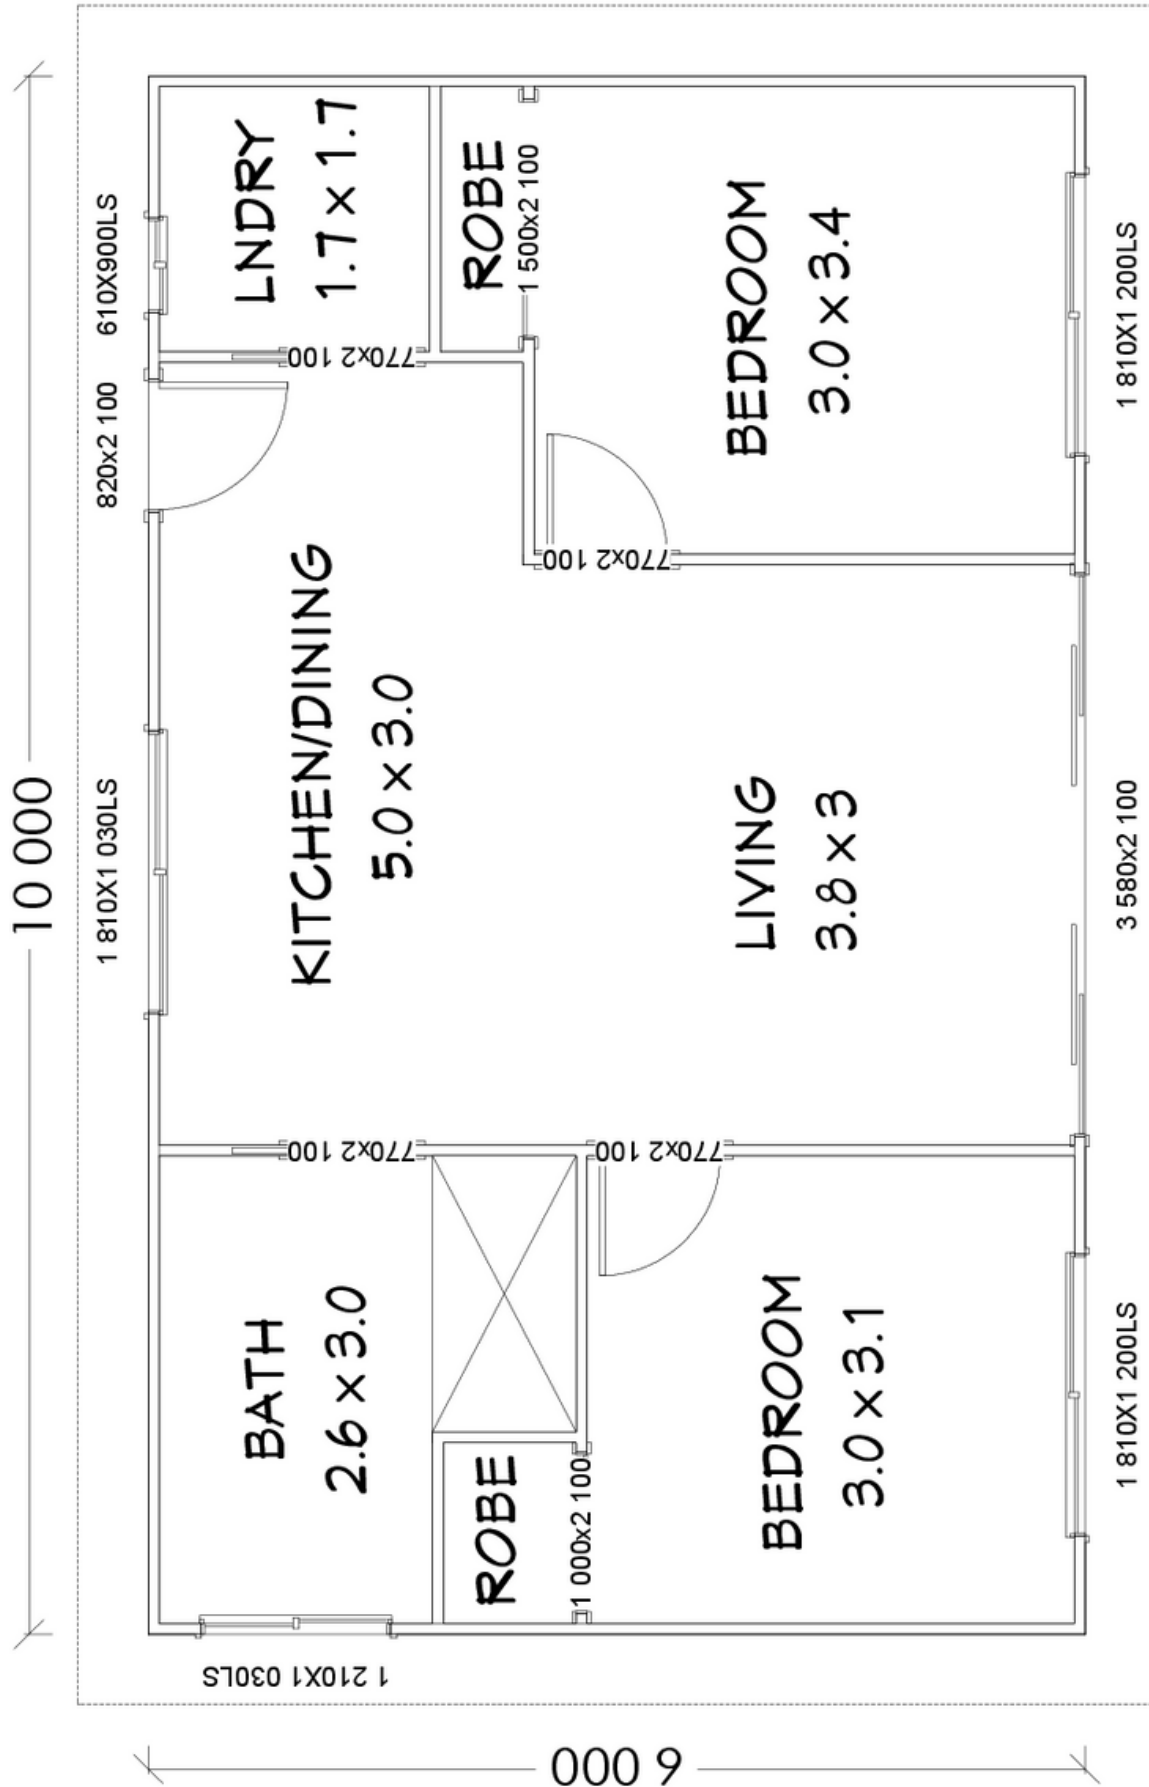 10 000
610X900LS
820x2 100
1 810X1 030LS
LNDRY
1.7 x 1.7
770x2 100
ROBE
1 500x2 100
BEDROOM
3.0 x 3.4
1 810X1 200LS
770x2 100
KITCHEN/DINING
5.0 x 3.0
LIVING
3.8 x 3
3 580x2 100
770x2 100
770x2 100
BATH
2.6 x 3.0
ROBE
1 000x2 100
BEDROOM
3.0 x 3.1
1 810X1 200LS
1 210X1 030LS
6 000